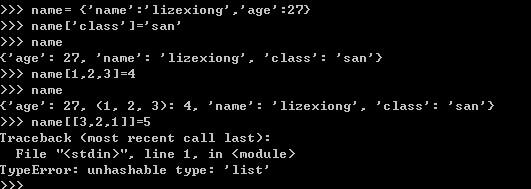 >>> name= {'name':'lizexiong','age':27}
>>> name['class']='san'
>>> name
{'age': 27, 'name': 'lizexiong', 'class': 'san'}
>>> name[1,2,3]=4
>>> name
{'age': 27, (1, 2, 3): 4, 'name': 'lizexiong', 'class': 'san'}
>>> name[[3,2,1]]=5
Traceback (most recent call last):
  File "<stdin>", line 1, in <module>
TypeError: unhashable type: 'list'
>>>